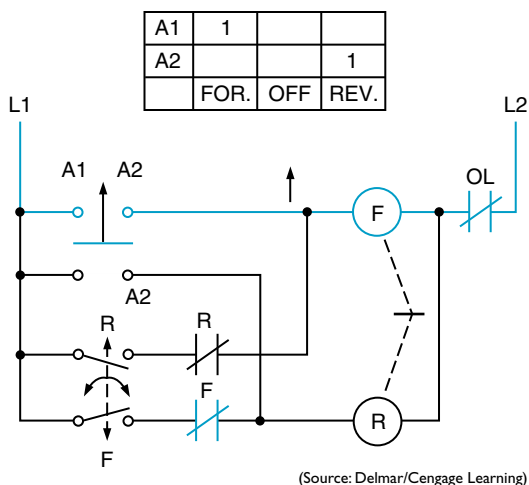 A1 1
A2 1
FOR. OFF REV.
L1 L2
A1 A2 OL
F
A2
R R
F
R
F
(Source: Delmar/Cengage Learning)